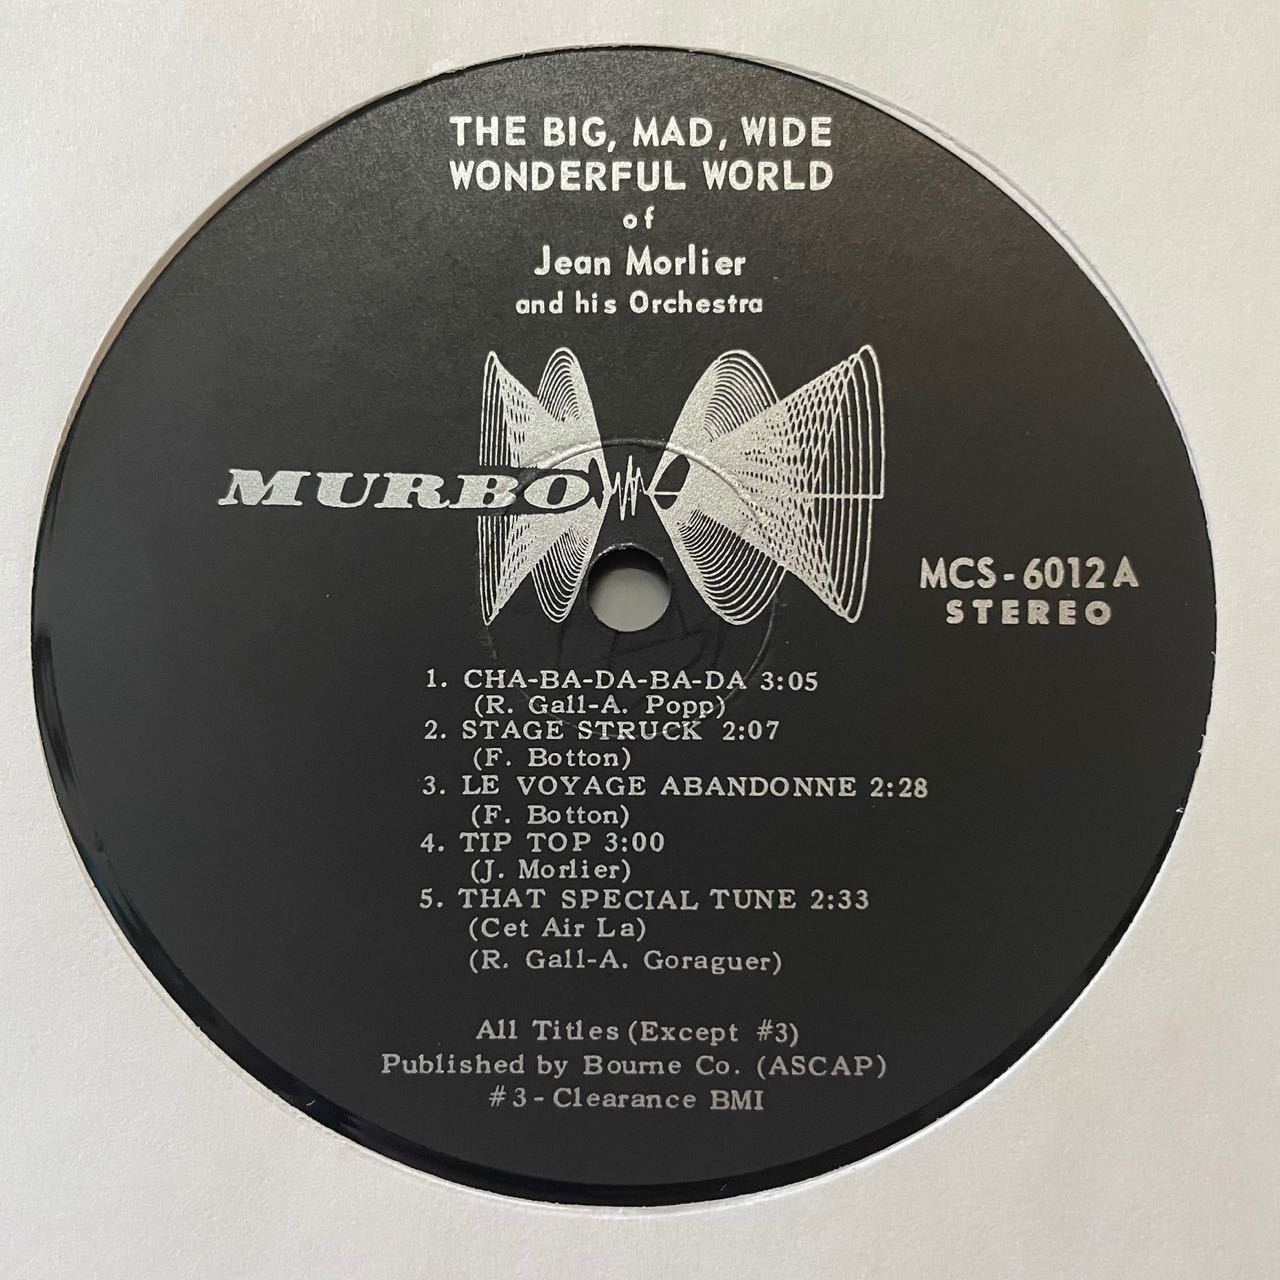 THE BIG, MAD, WIDE
WONDERFUL WORLD
of
Jean Morlier
and his Orchestra
MURBO
MCS-6012A
STEREO
1. CHA-BA-DA-BA-DA 3:05
(R. Gall-A. Popp)
2. STAGE STRUCK 2:07
(F. Botton)
3. LE VOYAGE ABANDONNE 2:28
(F. Botton)
4. TIP TOP 3:00
(J. Morlier)
5. THAT SPECIAL TUNE 2:33
(Cet Air La)
(R. Gall-A. Goraguer)
All Titles (Except #3)
Published by Bourne Co. (ASCAP)
#3-Clearance BMI